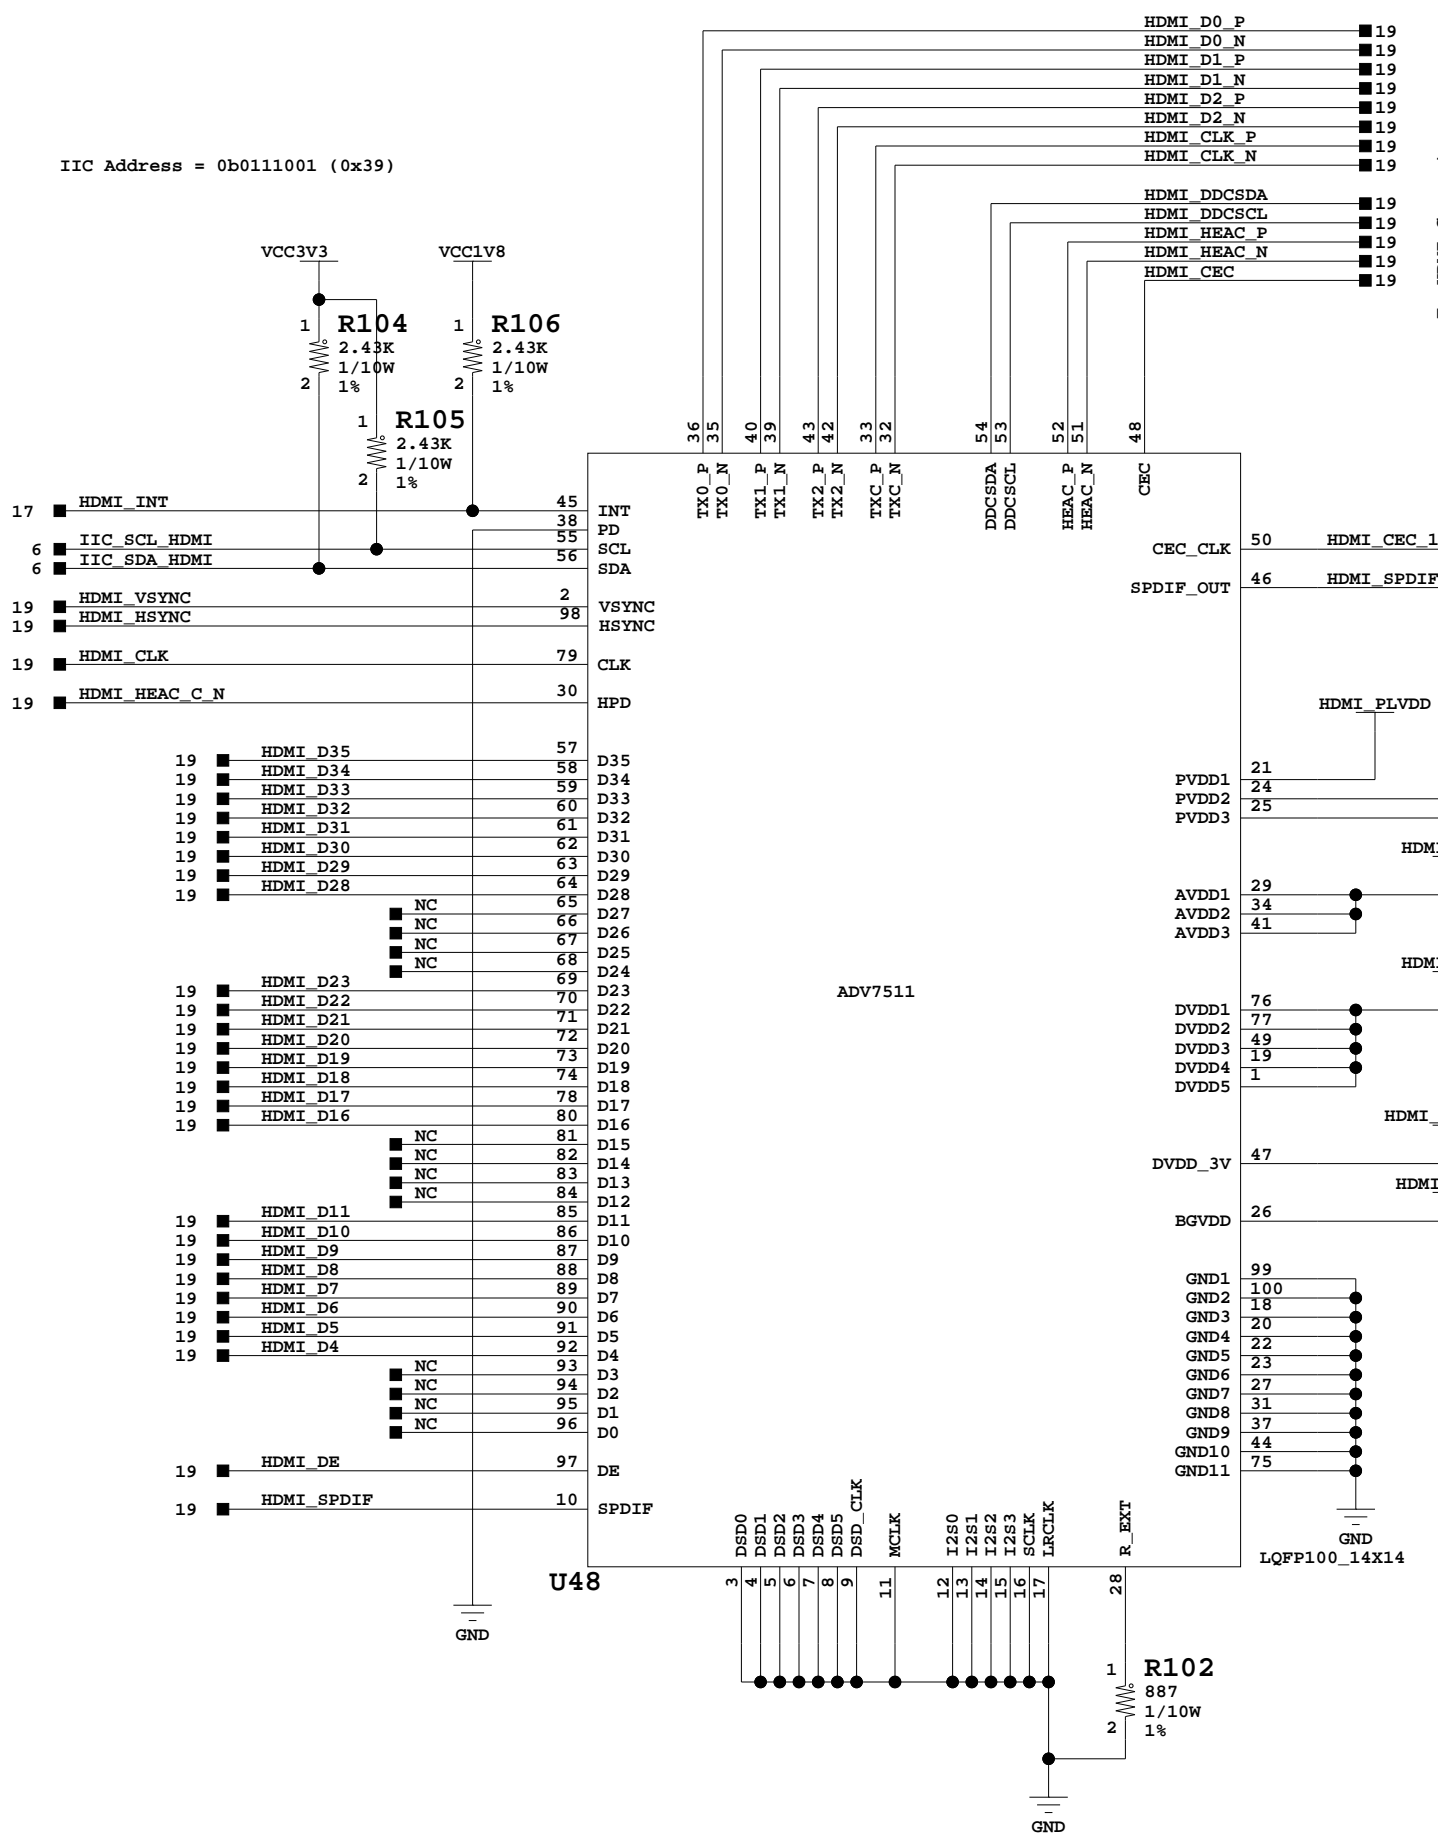 HDMI_D0_P 19
HDMI_D0_N 19
HDMI_D1_P 19
HDMI_D1_N 19
HDMI_D2_P 19
HDMI_D2_N 19
HDMI_CLK_P 19
HDMI_CLK_N 19
IIC Address = 0b0111001 (0x39)
HDMI_DDCSDA 19
HDMI_DDCSCL 19
HDMI_HEAC_P 19
HDMI_HEAC_N 19
HDMI_CEC 19
VCC3V3 VCC1V8
1 R104
2.43K
1/10W
2 1%
1 R106
2.43K
1/10W
2 1%
1 R105
2.43K
1/10W
2 1%
36 35 40 39 43 42 33 32 54 53 52 51 48
TX0_P TX0_N TX1_P TX1_N TX2_P TX2_N TXC_P TXC_N DDCSDA DDCSCL HEAC_P HEAC_N CEC
17 HDMI_INT 45 INT
38 PD
6 IIC_SCL_HDMI 55 SCL
6 IIC_SDA_HDMI 56 SDA
CEC_CLK 50 HDMI_CEC_1
SPDIF_OUT 46 HDMI_SPDIF
19 HDMI_VSYNC 2 VSYNC
19 HDMI_HSYNC 98 HSYNC
19 HDMI_CLK 79 CLK
19 HDMI_HEAC_C_N 30 HPD
HDMI_PLVDD
19 HDMI_D35 57 D35
19 HDMI_D34 58 D34
19 HDMI_D33 59 D33
19 HDMI_D32 60 D32
19 HDMI_D31 61 D31
19 HDMI_D30 62 D30
19 HDMI_D29 63 D29
19 HDMI_D28 64 D28
NC 65 D27
NC 66 D26
NC 67 D25
NC 68 D24
19 HDMI_D23 69 D23
19 HDMI_D22 70 D22
19 HDMI_D21 71 D21
19 HDMI_D20 72 D20
19 HDMI_D19 73 D19
19 HDMI_D18 74 D18
19 HDMI_D17 78 D17
19 HDMI_D16 80 D16
NC 81 D15
NC 82 D14
NC 83 D13
NC 84 D12
19 HDMI_D11 85 D11
19 HDMI_D10 86 D10
19 HDMI_D9 87 D9
19 HDMI_D8 88 D8
19 HDMI_D7 89 D7
19 HDMI_D6 90 D6
19 HDMI_D5 91 D5
19 HDMI_D4 92 D4
NC 93 D3
NC 94 D2
NC 95 D1
NC 96 D0
19 HDMI_DE 97 DE
19 HDMI_SPDIF 10 SPDIF
ADV7511
PVDD1 21
PVDD2 24
PVDD3 25
HDMI
AVDD1 29
AVDD2 34
AVDD3 41
HDMI
DVDD1 76
DVDD2 77
DVDD3 49
DVDD4 19
DVDD5 1
HDMI_
DVDD_3V 47
HDMI
BGVDD 26
GND1 99
GND2 100
GND3 18
GND4 20
GND5 22
GND6 23
GND7 27
GND8 31
GND9 37
GND10 44
GND11 75
GND
LQFP100_14X14
DSD0 DSD1 DSD2 DSD3 DSD4 DSD5 DSD_CLK MCLK I2S0 I2S1 I2S2 I2S3 SCLK LRCLK R_EXT
3 4 5 6 7 8 9 11 12 13 14 15 16 17 28
U48
GND
1 R102
887
1/10W
2 1%
GND